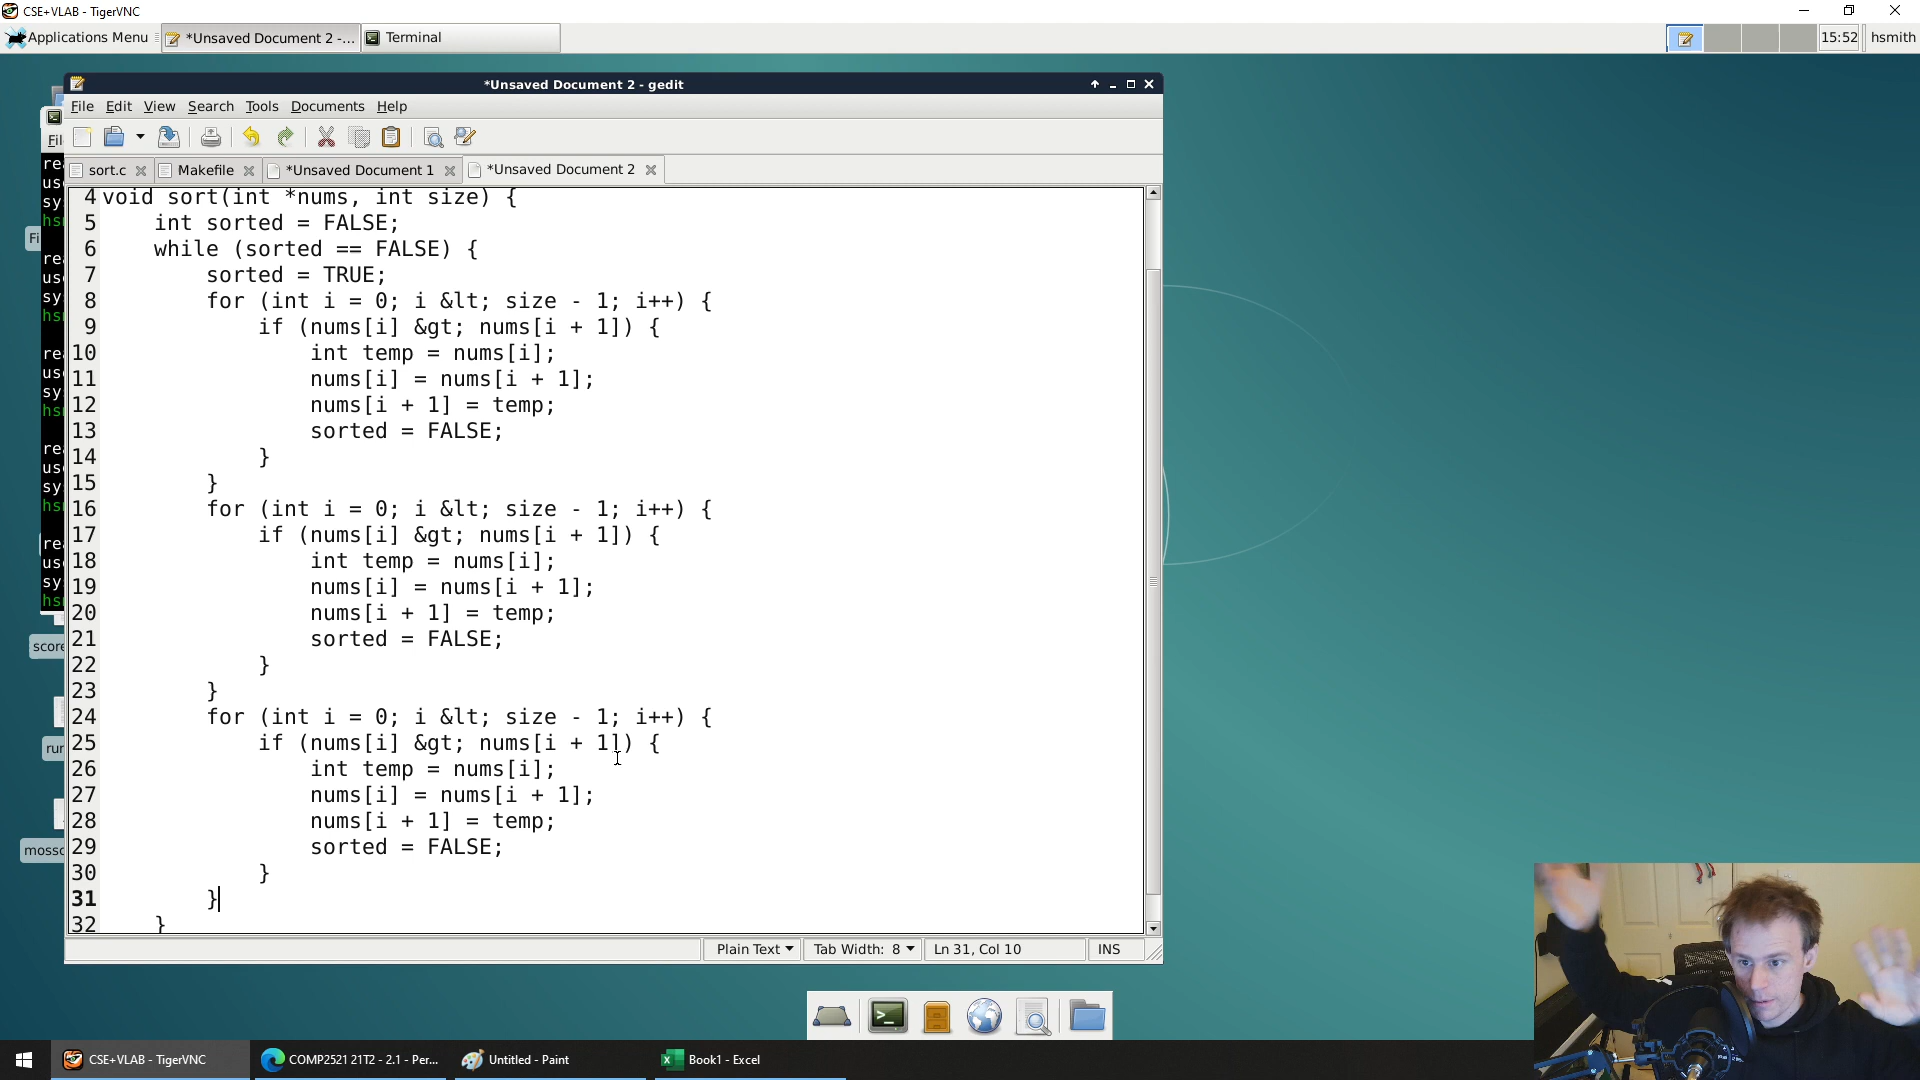 CSE+VLAB - TigerVNC
Applications Menu
*Unsaved Document 2 -...
Terminal
15:52
hsmith
*Unsaved Document 2 - gedit
File Edit View Search Tools Documents Help
sort.c
Makefile
*Unsaved Document 1
*Unsaved Document 2
4 void sort(int *nums, int size) {
5     int sorted = FALSE;
6     while (sorted == FALSE) {
7         sorted = TRUE;
8         for (int i = 0; i &lt; size - 1; i++) {
9             if (nums[i] &gt; nums[i + 1]) {
10                 int temp = nums[i];
11                 nums[i] = nums[i + 1];
12                 nums[i + 1] = temp;
13                 sorted = FALSE;
14             }
15         }
16         for (int i = 0; i &lt; size - 1; i++) {
17             if (nums[i] &gt; nums[i + 1]) {
18                 int temp = nums[i];
19                 nums[i] = nums[i + 1];
20                 nums[i + 1] = temp;
21                 sorted = FALSE;
22             }
23         }
24         for (int i = 0; i &lt; size - 1; i++) {
25             if (nums[i] &gt; nums[i + 1]) {
26                 int temp = nums[i];
27                 nums[i] = nums[i + 1];
28                 nums[i + 1] = temp;
29                 sorted = FALSE;
30             }
31         }
32     }
Plain Text
Tab Width: 8
Ln 31, Col 10
INS
CSE+VLAB - TigerVNC
COMP2521 21T2 - 2.1 - Per...
Untitled - Paint
Book1 - Excel